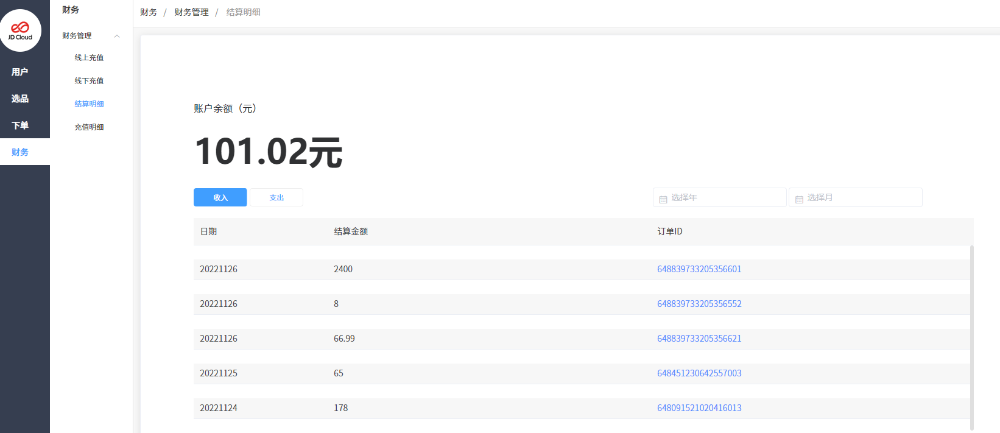 JD Cloud
用户
选品
下单
财务
财务
财务管理
线上充值
线下充值
结算明细
充值明细
财务 / 财务管理 / 结算明细
账户余额（元）
101.02元
收入 支出 选择年 选择月
日期 结算金额 订单ID
20221126 2400 648839733205356601
20221126 8 648839733205356552
20221126 66.99 648839733205356621
20221125 65 648451230642557003
20221124 178 648091521020416013